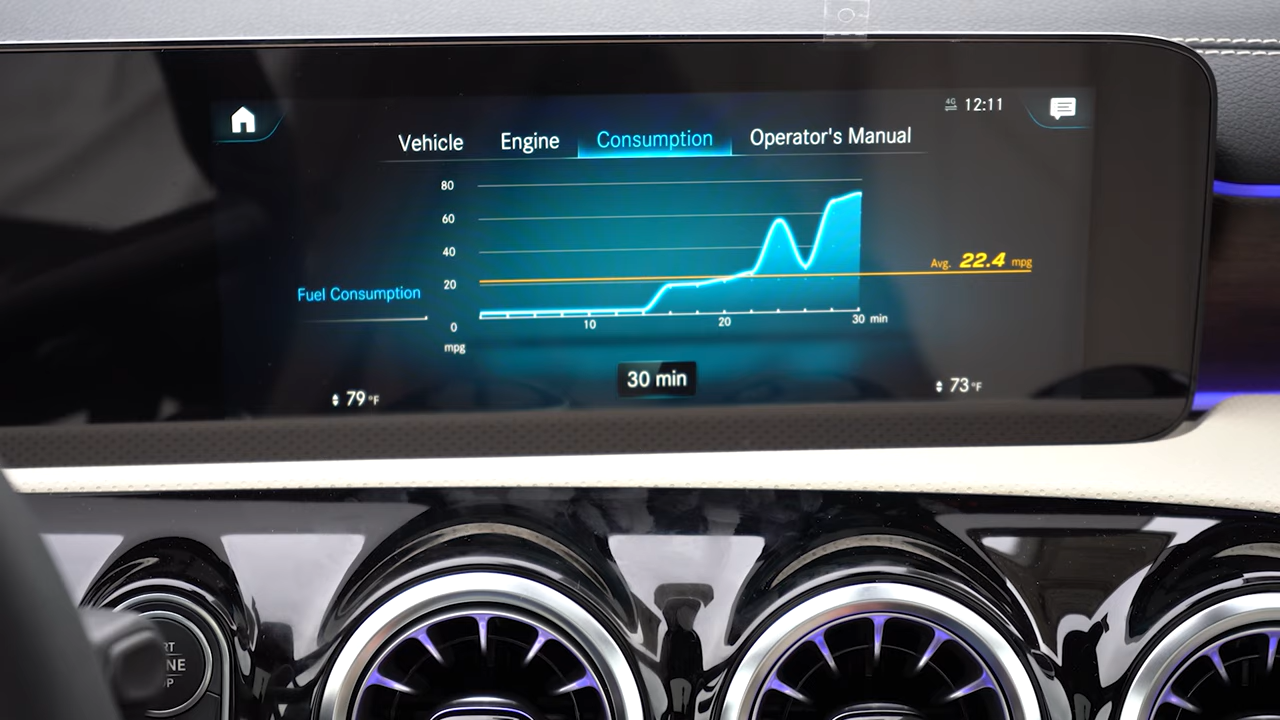 4G 12:11
Vehicle Engine Consumption Operator's Manual
80
60
40
Avg. 22.4 mpg
20
Fuel Consumption
0
10 20 30 min
mpg
30 min
79 °F
73 °F